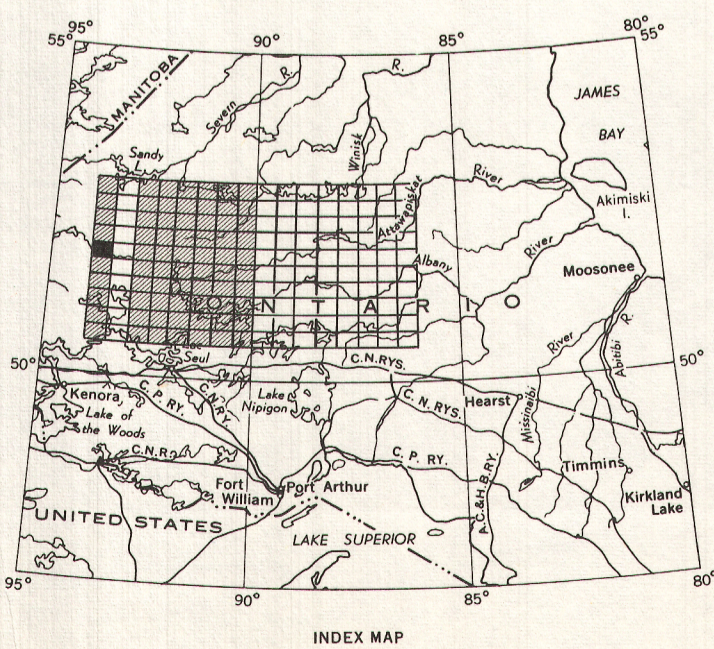 95°
90°
85°
80°
55°
55°
MANITOBA
Severn R.
R.
Winisk
JAMES
BAY
Sandy
Attawapiskat
River
Akimiski
I.
Albany
River
Moosonee
ONTARIO
Lac
Seul
50°
50°
C.N.RYS.
River
Abitibi R.
Kenora
C.P.RY.
C.N.RY.
Lake
Nipigon
C.N.RYS.
Hearst
Missinaibi
Lake of
the Woods
C.N.R.
C.P.RY.
Timmins
Fort
William
Port Arthur
A.C.&H.B.RY.
Kirkland
Lake
UNITED STATES
LAKE SUPERIOR
95°
90°
85°
80°
INDEX MAP